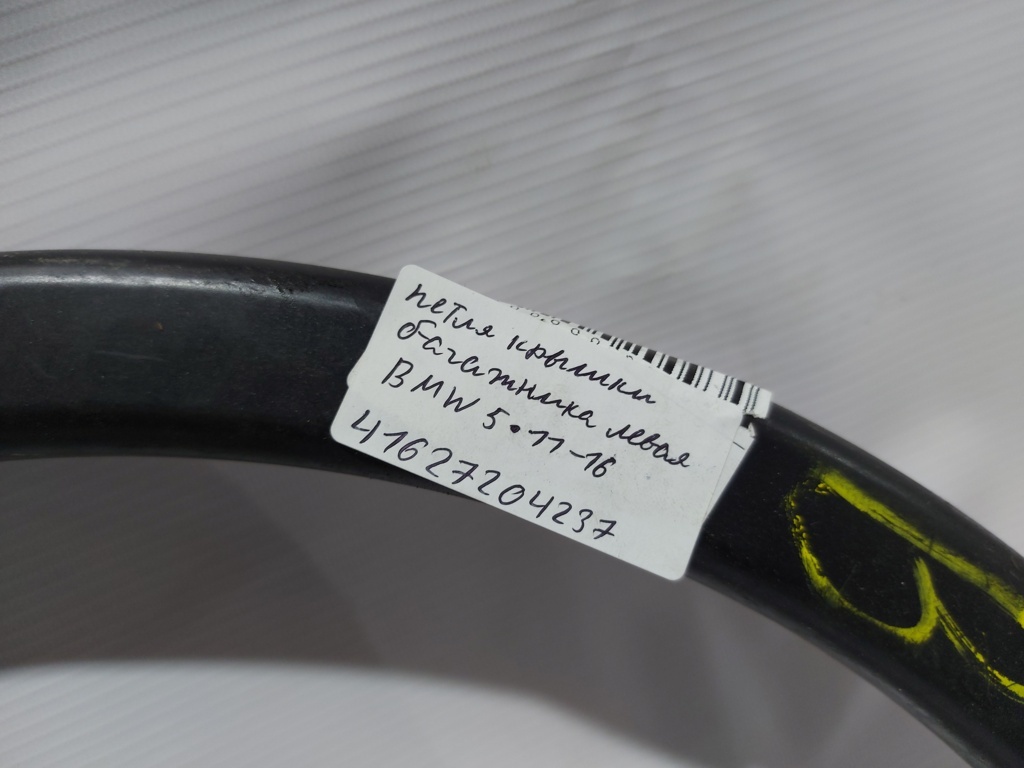 петля крышки
багажника левая
BMW 5 • 11-16
41627204237